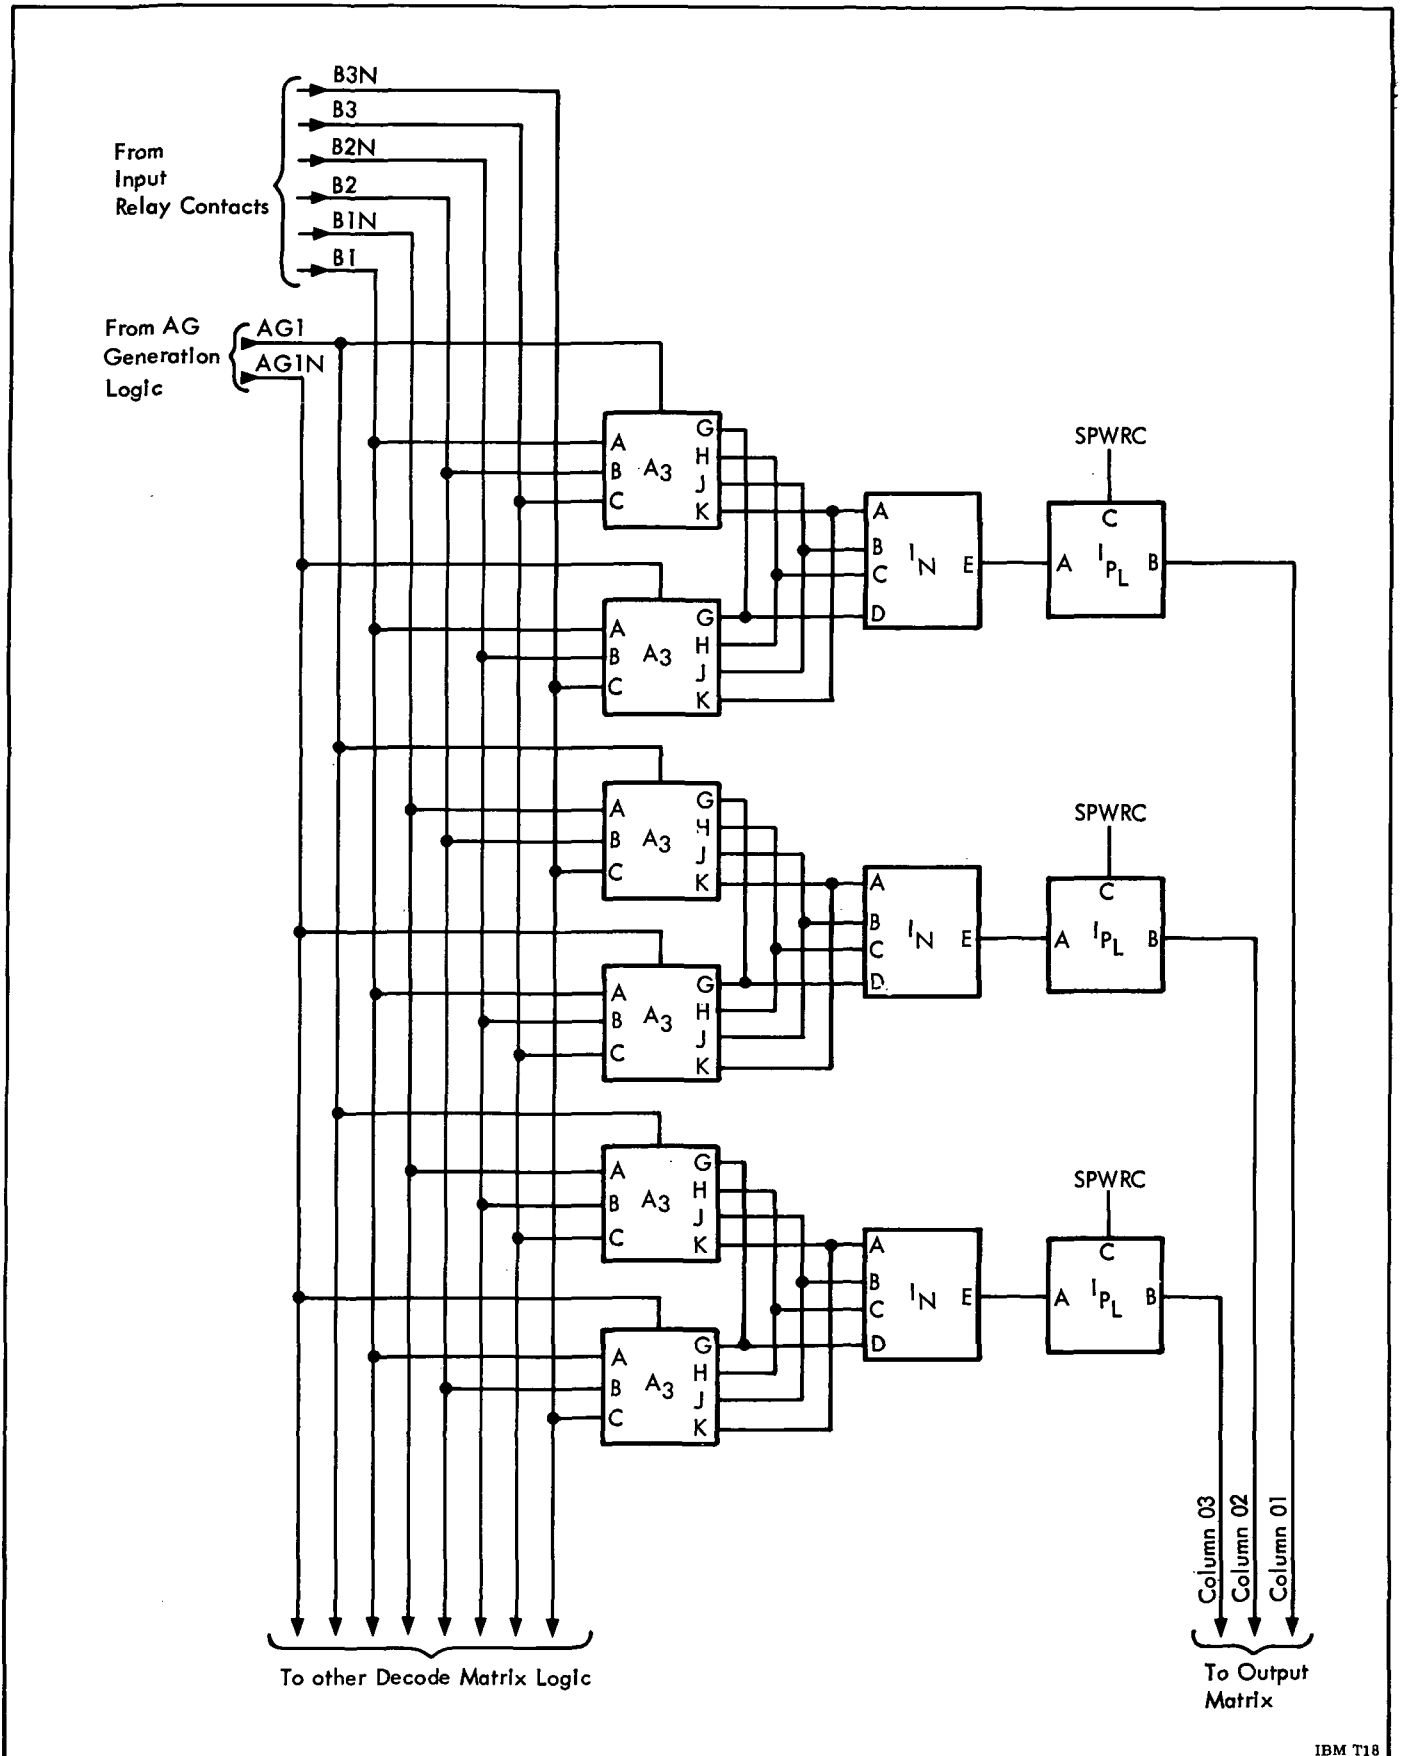 B3N
B3
B2N
B2
B1N
B1
From
Input
Relay Contacts
From AG
Generation
Logic
AG1
AG1N
A
B
C
A3
G
H
J
K
A
B
C
D
IN
E
SPWRC
C
A
IPL
B
A
B
C
A3
G
H
J
K
A
B
C
A3
G
H
J
K
A
B
C
D
IN
E
SPWRC
C
A
IPL
B
A
B
C
A3
G
H
J
K
A
B
C
A3
G
H
J
K
A
B
C
D
IN
E
SPWRC
C
A
IPL
B
A
B
C
A3
G
H
J
K
Column 03
Column 02
Column 01
To other Decode Matrix Logic
To Output
Matrix
IBM T18